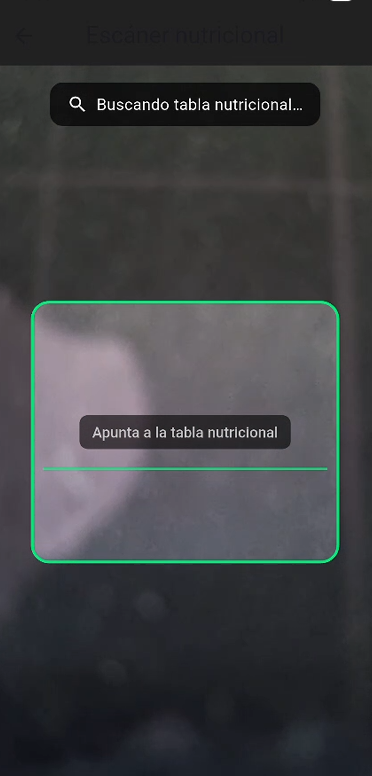 Escáner nutricional
Buscando tabla nutricional...
Apunta a la tabla nutricional